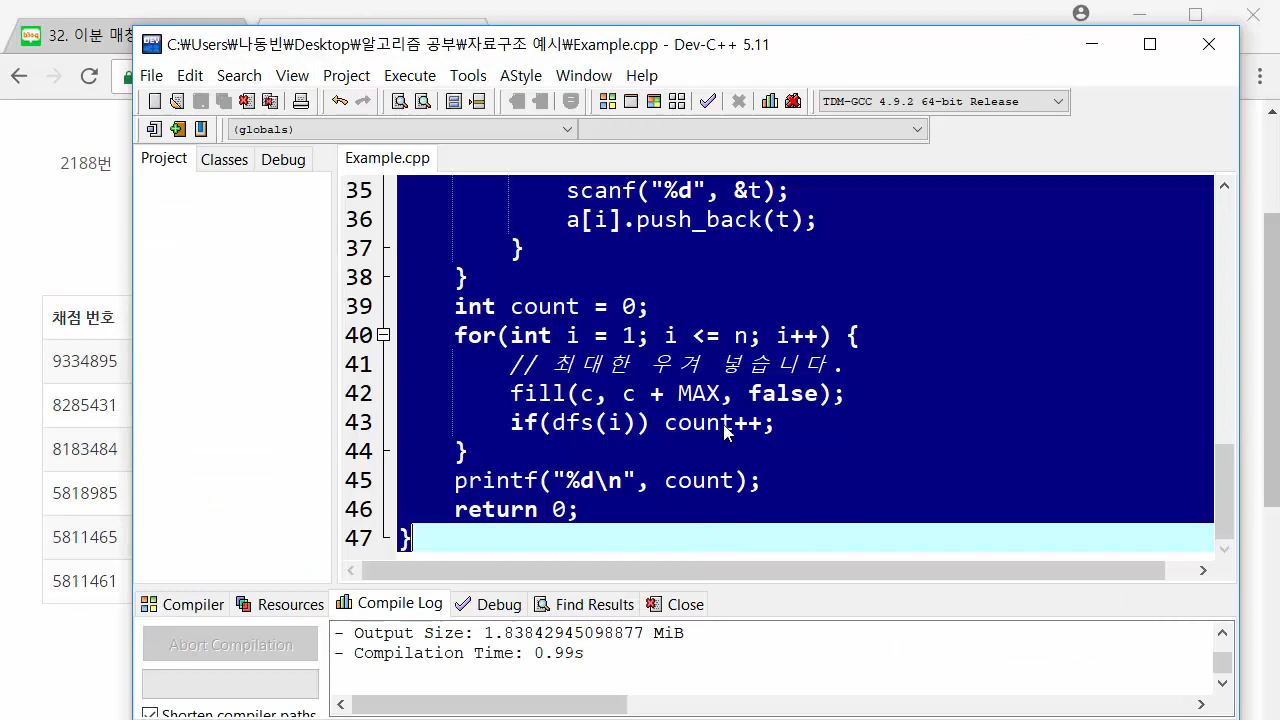 blog 32. 이분 매칭
C:\Users\나동빈\Desktop\알고리즘 공부\자료구조 예시\Example.cpp - Dev-C++ 5.11
File Edit Search View Project Execute Tools AStyle Window Help
TDM-GCC 4.9.2 64-bit Release
(globals)
Project Classes Debug
Example.cpp
2188번
채점 번호
9334895
8285431
8183484
5818985
5811465
5811461
35 scanf("%d", &t);
36 a[i].push_back(t);
37 }
38 }
39 int count = 0;
40 for(int i = 1; i <= n; i++) {
41 // 최대한 우겨 넣습니다.
42 fill(c, c + MAX, false);
43 if(dfs(i)) count++;
44 }
45 printf("%d\n", count);
46 return 0;
47 }
Compiler Resources Compile Log Debug Find Results Close
Abort Compilation
Shorten compiler paths
- Output Size: 1.83842945098877 MiB
- Compilation Time: 0.99s